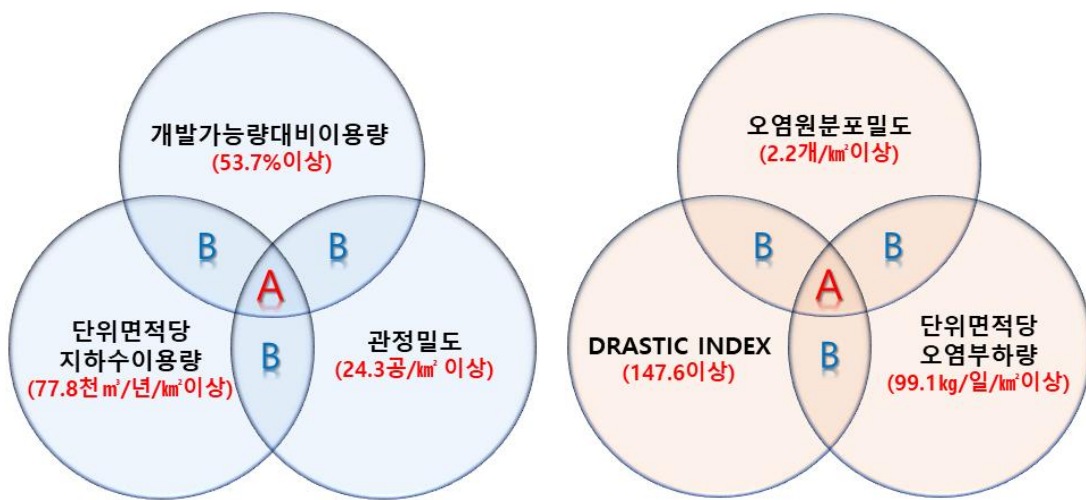 개발가능량대비이용량
(53.7%이상)
B
B
A
단위면적당
지하수이용량
(77.8천㎥/년/㎢이상)
B
관정밀도
(24.3공/㎢ 이상)
오염원분포밀도
(2.2개/㎢이상)
B
B
A
DRASTIC INDEX
(147.6이상)
B
단위면적당
오염부하량
(99.1kg/일/㎢이상)